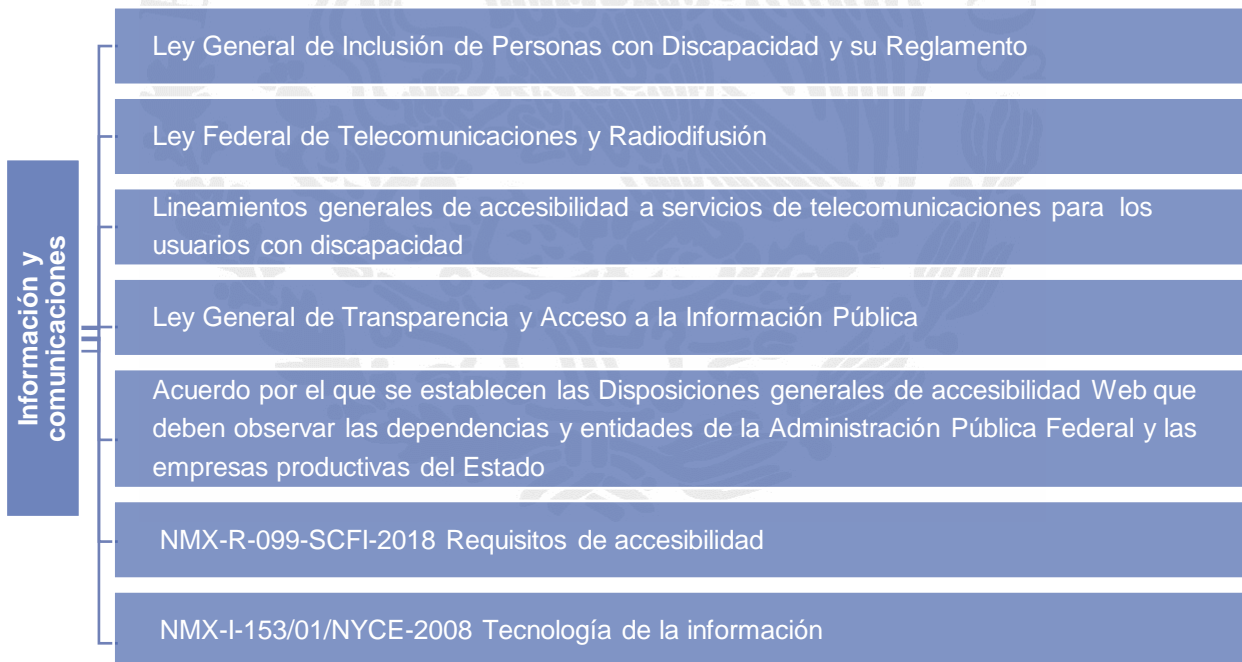 Ley General de Inclusión de Personas con Discapacidad y su Reglamento
Ley Federal de Telecomunicaciones y Radiodifusión
Lineamientos generales de accesibilidad a servicios de telecomunicaciones para los
usuarios con discapacidad
Información y
comunicaciones
Ley General de Transparencia y Acceso a la Información Pública
Acuerdo por el que se establecen las Disposiciones generales de accesibilidad Web que
deben observar las dependencias y entidades de la Administración Pública Federal y las
empresas productivas del Estado
NMX-R-099-SCFI-2018 Requisitos de accesibilidad
NMX-I-153/01/NYCE-2008 Tecnología de la información